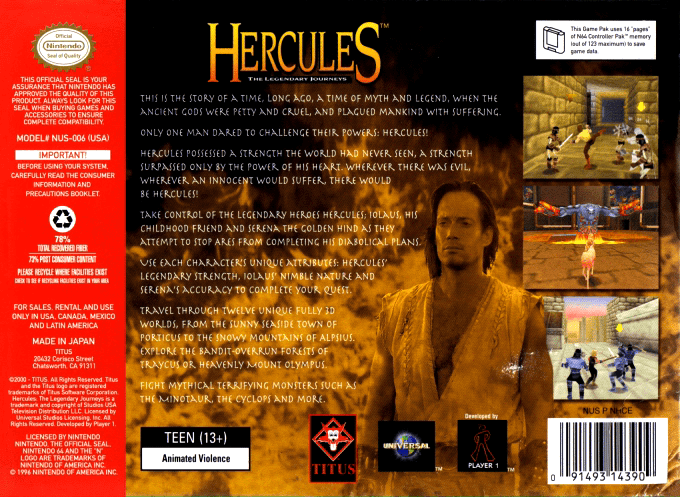 Official
Nintendo
Seal of Quality
THIS OFFICIAL SEAL IS YOUR
ASSURANCE THAT NINTENDO HAS
APPROVED THE QUALITY OF THIS
PRODUCT. ALWAYS LOOK FOR THIS
SEAL WHEN BUYING GAMES AND
ACCESSORIES TO ENSURE
COMPLETE COMPATIBILITY.
MODEL# NUS-006 (USA)
IMPORTANT!
BEFORE USING YOUR SYSTEM,
CAREFULLY READ THE CONSUMER
INFORMATION AND
PRECAUTIONS BOOKLET.
78%
TOTAL RECOVERED FIBER
73% POST CONSUMER CONTENT
PLEASE RECYCLE WHERE FACILITIES EXIST
CHECK TO SEE IF RECYCLING FACILITIES EXIST IN YOUR AREA
FOR SALES, RENTAL AND USE
ONLY IN USA, CANADA, MEXICO
AND LATIN AMERICA
MADE IN JAPAN
TITUS
20432 Corisco Street
Chatsworth, CA 91311
©2000 - TITUS. All Rights Reserved. Titus
and the Titus logo are registered
trademarks of Titus Software Corporation.
Hercules: The Legendary Journeys is a
trademark and copyright of Studios USA
Television Distribution LLC. Licensed by
Universal Studios Licensing, Inc. All
Rights Reserved. Developed by Player 1.
LICENSED BY NINTENDO
NINTENDO, THE OFFICIAL SEAL,
NINTENDO 64 AND THE "N"
LOGO ARE TRADEMARKS OF
NINTENDO OF AMERICA INC.
© 1996 NINTENDO OF AMERICA INC.
HERCULES™
THE LEGENDARY JOURNEYS
This Game Pak uses 16 "pages"
of N64 Controller Pak™ memory
(out of 123 maximum) to save
game data.
THIS IS THE STORY OF A TIME, LONG AGO, A TIME OF MYTH AND LEGEND, WHEN THE
ANCIENT GODS WERE PETTY AND CRUEL, AND PLAGUED MANKIND WITH SUFFERING.
ONLY ONE MAN DARED TO CHALLENGE THEIR POWERS: HERCULES!
HERCULES POSSESSED A STRENGTH THE WORLD HAD NEVER SEEN, A STRENGTH
SURPASSED ONLY BY THE POWER OF HIS HEART. WHEREVER THERE WAS EVIL,
WHEREVER AN INNOCENT WOULD SUFFER, THERE WOULD
BE HERCULES!
TAKE CONTROL OF THE LEGENDARY HEROES HERCULES; IOLAUS, HIS
CHILDHOOD FRIEND AND SERENA THE GOLDEN HIND AS THEY
ATTEMPT TO STOP ARES FROM COMPLETING HIS DIABOLICAL PLANS.
USE EACH CHARACTER'S UNIQUE ATTRIBUTES: HERCULES'
LEGENDARY STRENGTH, IOLAUS' NIMBLE NATURE AND
SERENA'S ACCURACY TO COMPLETE YOUR QUEST.
TRAVEL THROUGH TWELVE UNIQUE FULLY 3D
WORLDS, FROM THE SUNNY SEASIDE TOWN OF
PORTICUS TO THE SNOWY MOUNTAINS OF ALPSIUS.
EXPLORE THE BANDIT-OVERRUN FORESTS OF
TRAYCUS OR HEAVENLY MOUNT OLYMPUS.
FIGHT MYTHICAL TERRIFYING MONSTERS SUCH AS
THE MINOTAUR, THE CYCLOPS AND MORE.
TEEN (13+)
Animated Violence
TITUS
UNIVERSAL
TM
Developed by
PLAYER 1
TM
NUS P NHCE
0 91493 14390